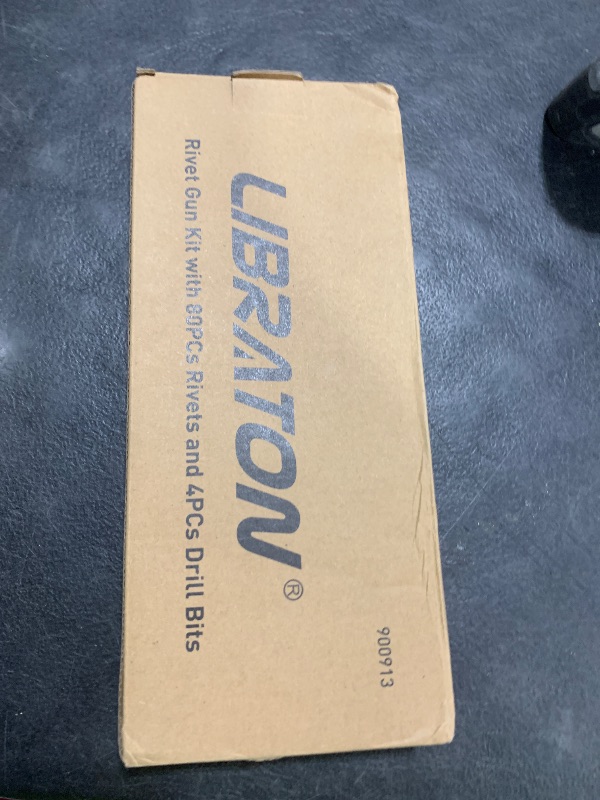 900913
LIBRATON®
Rivet Gun Kit with 80PCs Rivets and 4PCs Drill Bits